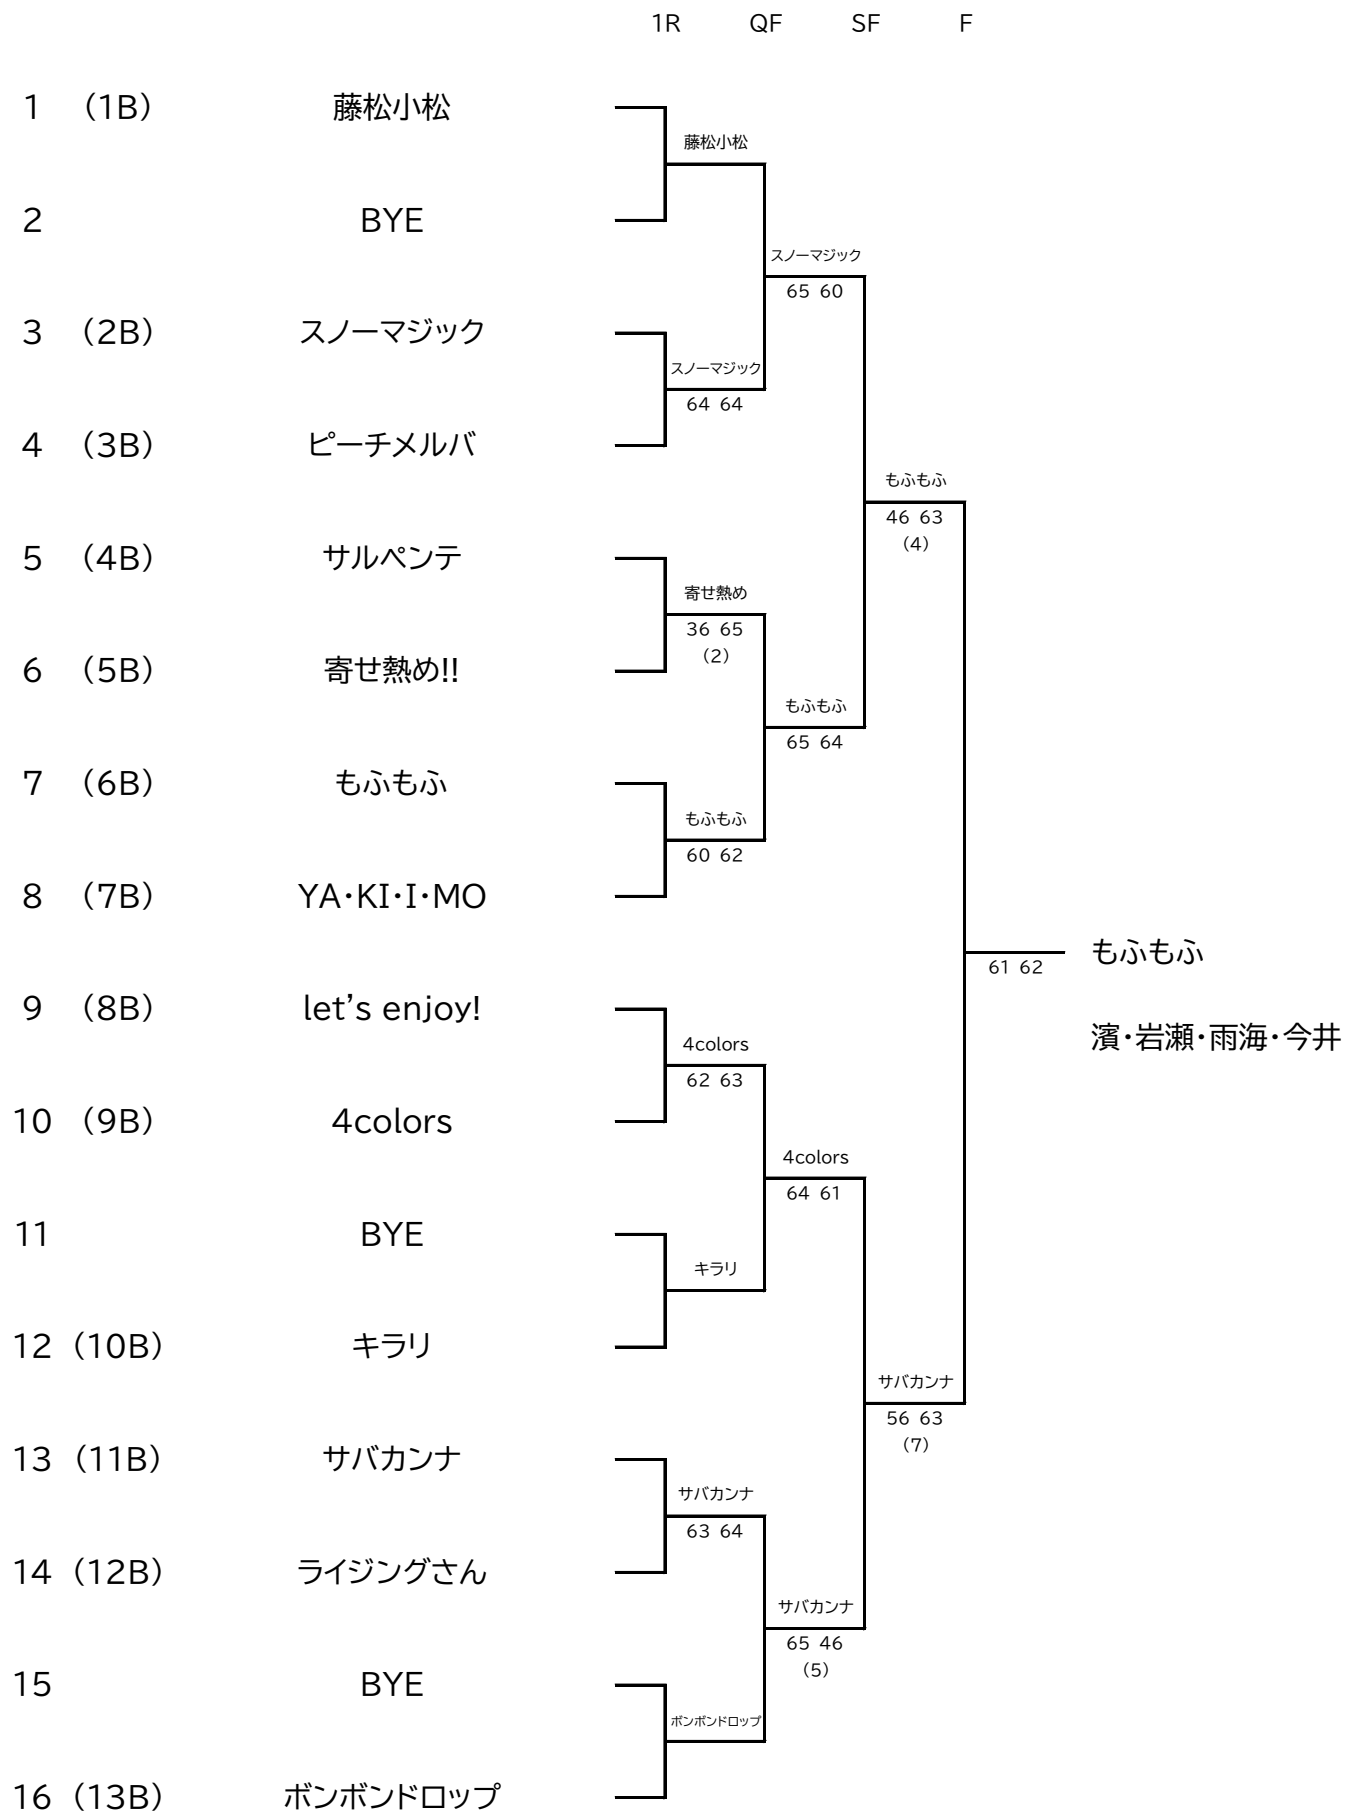 1R QF SF F
1 (1B) 藤松小松
藤松小松
2 BYE
スノーマジック
65 60
3 (2B) スノーマジック
スノーマジック
64 64
4 (3B) ピーチメルバ
もふもふ
46 63
(4)
5 (4B) サルペンテ
寄せ熱め
36 65
(2)
6 (5B) 寄せ熱め!!
もふもふ
65 64
7 (6B) もふもふ
もふもふ
60 62
8 (7B) YA・KI・I・MO
もふもふ
61 62
9 (8B) let's enjoy!
濱・岩瀬・雨海・今井
4colors
62 63
10 (9B) 4colors
4colors
64 61
11 BYE
キラリ
12 (10B) キラリ
サバカンナ
56 63
(7)
13 (11B) サバカンナ
サバカンナ
63 64
14 (12B) ライジングさん
サバカンナ
65 46
(5)
15 BYE
ボンボンドロップ
16 (13B) ボンボンドロップ